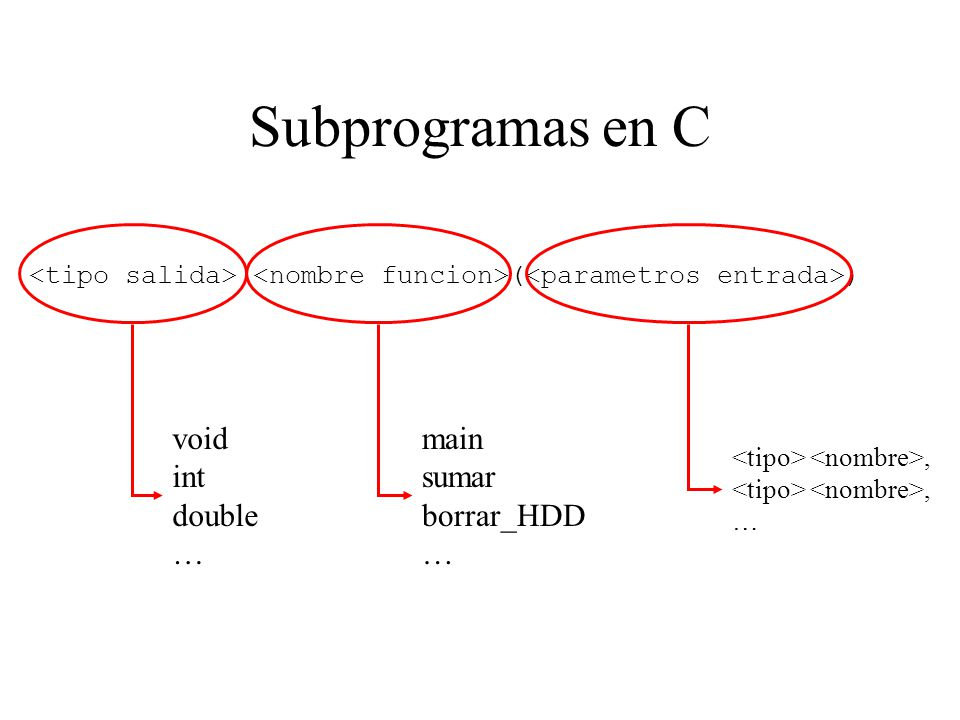 Subprogramas en C
<tipo salida> <nombre funcion>(<parametros entrada>)
void
int
double
…
main
sumar
borrar_HDD
…
<tipo> <nombre>,
<tipo> <nombre>,
…